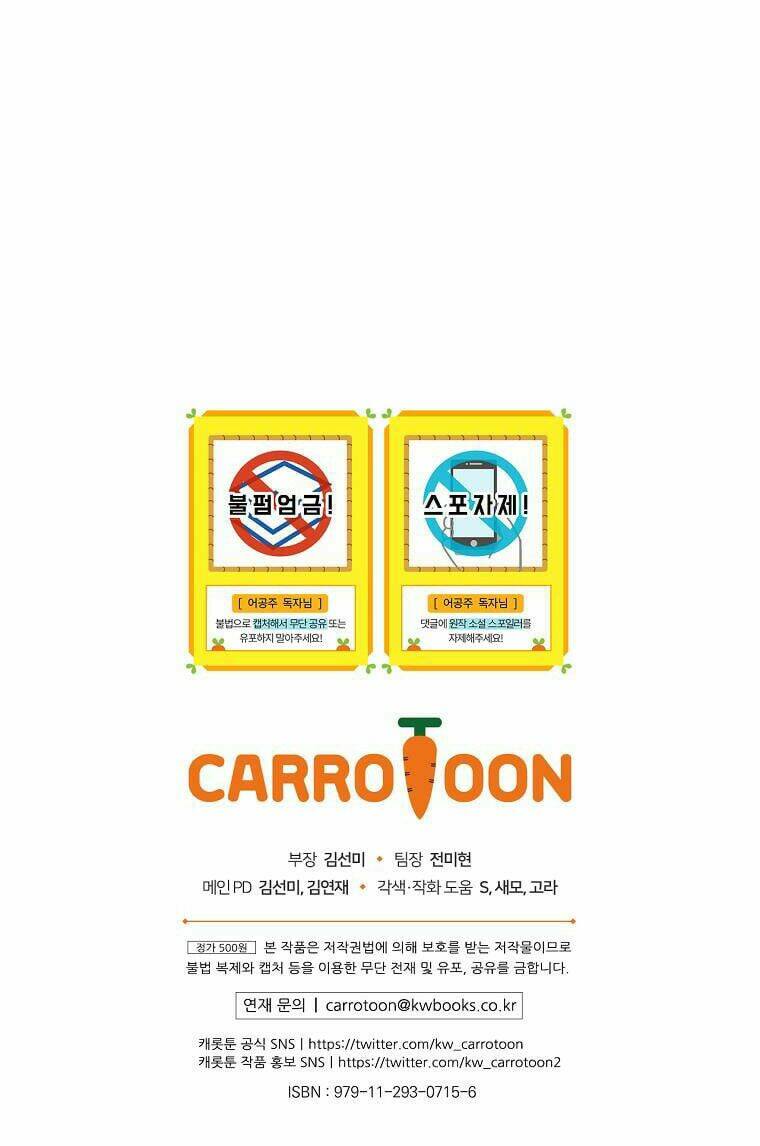 불펌엄금!
[ 어공주 독자님 ]
불법으로 캡처해서 무단 공유 또는
유포하지 말아주세요!
스포자제!
[ 어공주 독자님 ]
댓글에 원작 소설 스포일러를
자제해주세요!
CARROTOON
부장 김선미 ◆ 팀장 전미현
메인PD 김선미, 김연재 ◆ 각색·작화 도움 S, 새모, 고라
정가 500원 본 작품은 저작권법에 의해 보호를 받는 저작물이므로
불법 복제와 캡처 등을 이용한 무단 전재 및 유포, 공유를 금합니다.
연재 문의 | carrotoon@kwbooks.co.kr
캐롯툰 공식 SNS | https://twitter.com/kw_carrotoon
캐롯툰 작품 홍보 SNS | https://twitter.com/kw_carrotoon2
ISBN : 979-11-293-0715-6